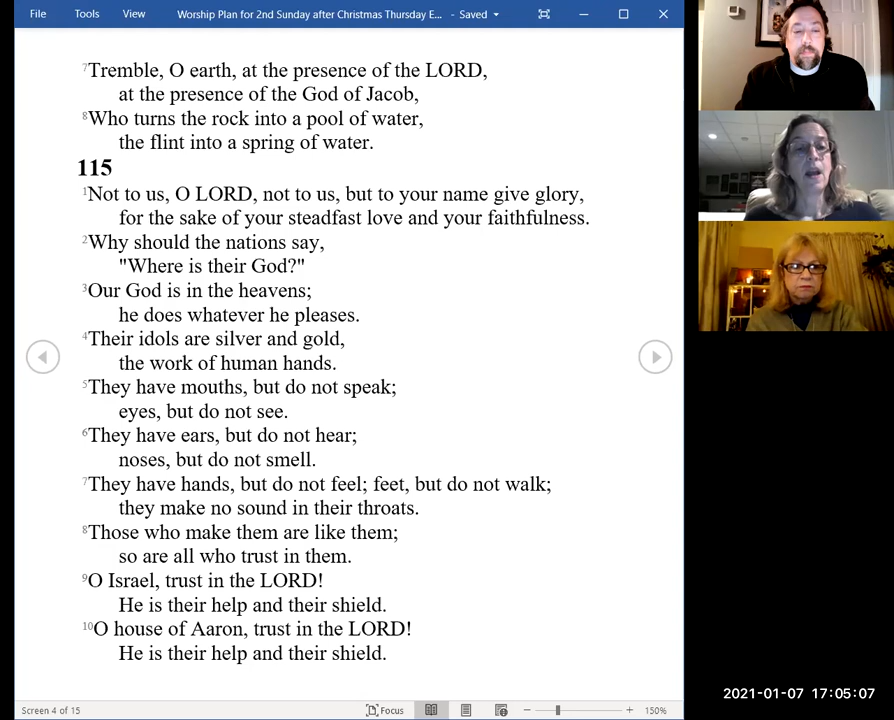 File Tools View Worship Plan for 2nd Sunday after Christmas Thursday E... - Saved
7Tremble, O earth, at the presence of the LORD,
at the presence of the God of Jacob,
8Who turns the rock into a pool of water,
the flint into a spring of water.
115
1Not to us, O LORD, not to us, but to your name give glory,
for the sake of your steadfast love and your faithfulness.
2Why should the nations say,
"Where is their God?"
3Our God is in the heavens;
he does whatever he pleases.
4Their idols are silver and gold,
the work of human hands.
5They have mouths, but do not speak;
eyes, but do not see.
6They have ears, but do not hear;
noses, but do not smell.
7They have hands, but do not feel; feet, but do not walk;
they make no sound in their throats.
8Those who make them are like them;
so are all who trust in them.
9O Israel, trust in the LORD!
He is their help and their shield.
10O house of Aaron, trust in the LORD!
He is their help and their shield.
Screen 4 of 15 Focus 150%
2021-01-07 17:05:07